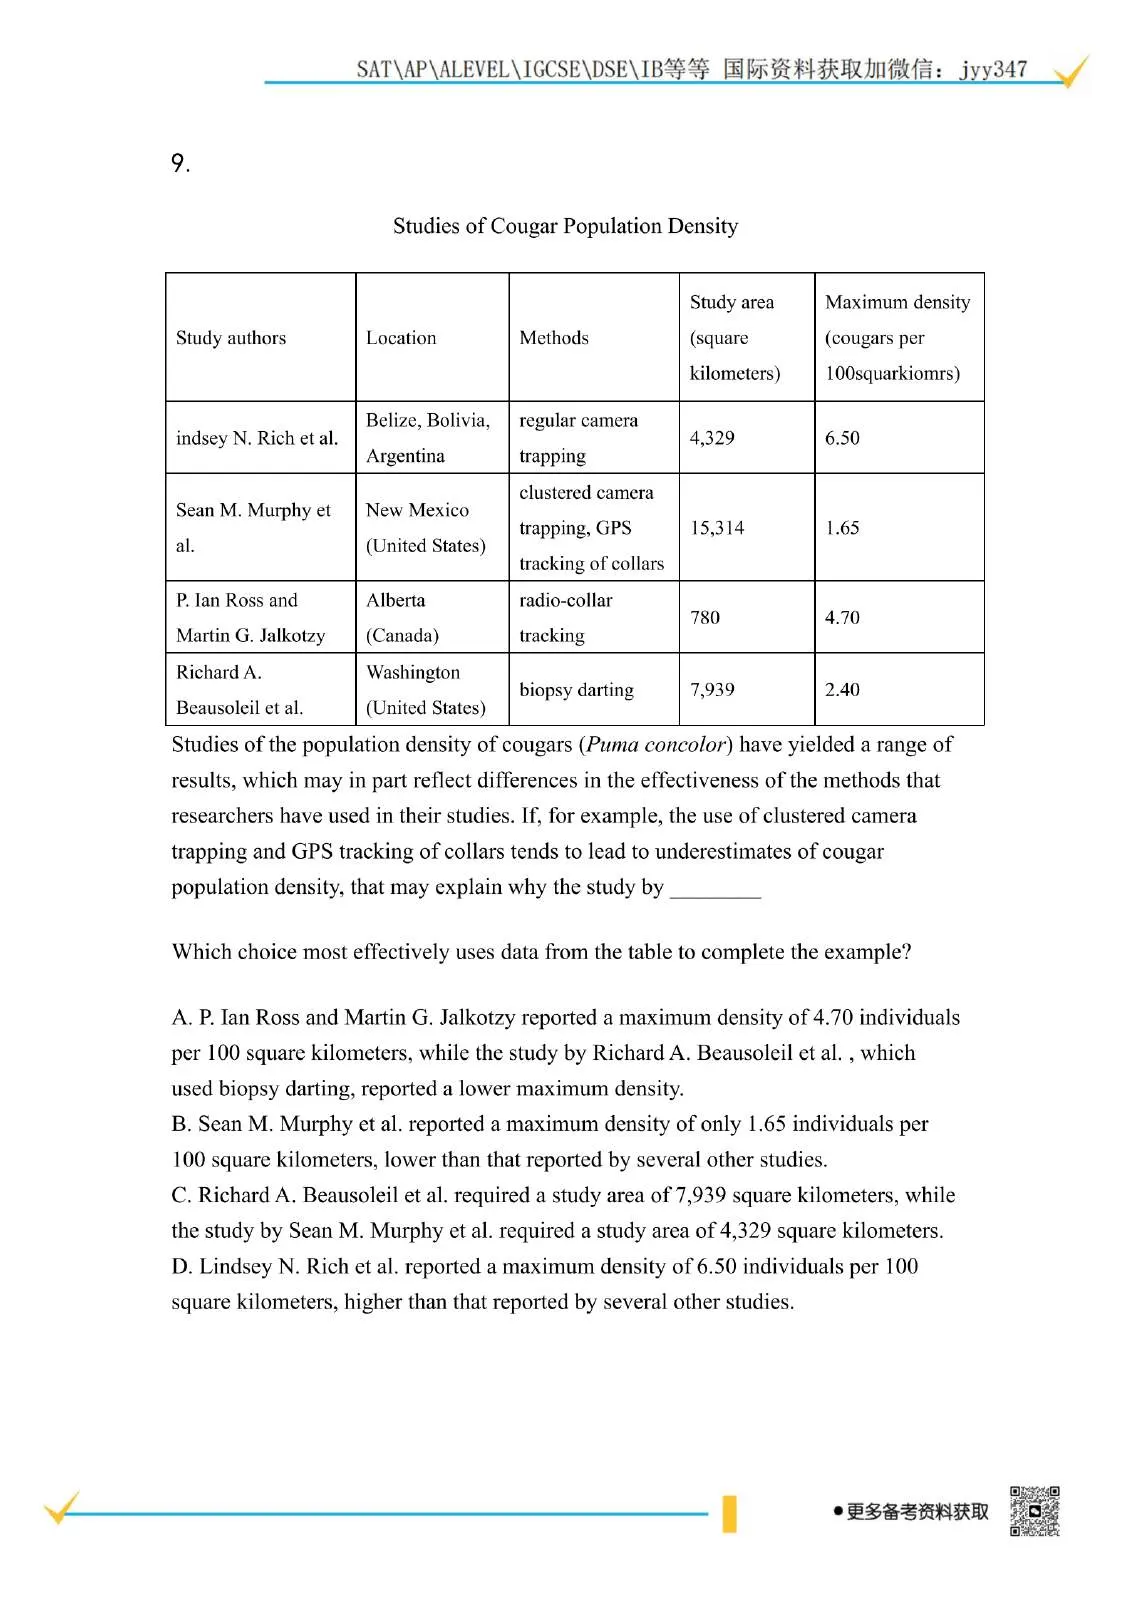 SAT\AP\ALEVEL\IGCSE\DSE\IB等等 国际资料获取加微信: jyy347
9.
Studies of Cougar Population Density
Study authors
Location
Methods
Study area
(square
kilometers)
Maximum density
(cougars per
100squarkiomrs)
indsey N. Rich et al.
Belize, Bolivia,
Argentina
regular camera
trapping
4,329
6.50
Sean M. Murphy et
al.
New Mexico
(United States)
clustered camera
trapping, GPS
tracking of collars
15,314
1.65
P. Ian Ross and
Martin G. Jalkotzy
Alberta
(Canada)
radio-collar
tracking
780
4.70
Richard A.
Beausoleil et al.
Washington
(United States)
biopsy darting
7,939
2.40
Studies of the population density of cougars (Puma concolor) have yielded a range of
results, which may in part reflect differences in the effectiveness of the methods that
researchers have used in their studies. If, for example, the use of clustered camera
trapping and GPS tracking of collars tends to lead to underestimates of cougar
population density, that may explain why the study by ________
Which choice most effectively uses data from the table to complete the example?
A. P. Ian Ross and Martin G. Jalkotzy reported a maximum density of 4.70 individuals
per 100 square kilometers, while the study by Richard A. Beausoleil et al. , which
used biopsy darting, reported a lower maximum density.
B. Sean M. Murphy et al. reported a maximum density of only 1.65 individuals per
100 square kilometers, lower than that reported by several other studies.
C. Richard A. Beausoleil et al. required a study area of 7,939 square kilometers, while
the study by Sean M. Murphy et al. required a study area of 4,329 square kilometers.
D. Lindsey N. Rich et al. reported a maximum density of 6.50 individuals per 100
square kilometers, higher than that reported by several other studies.
●更多备考资料获取